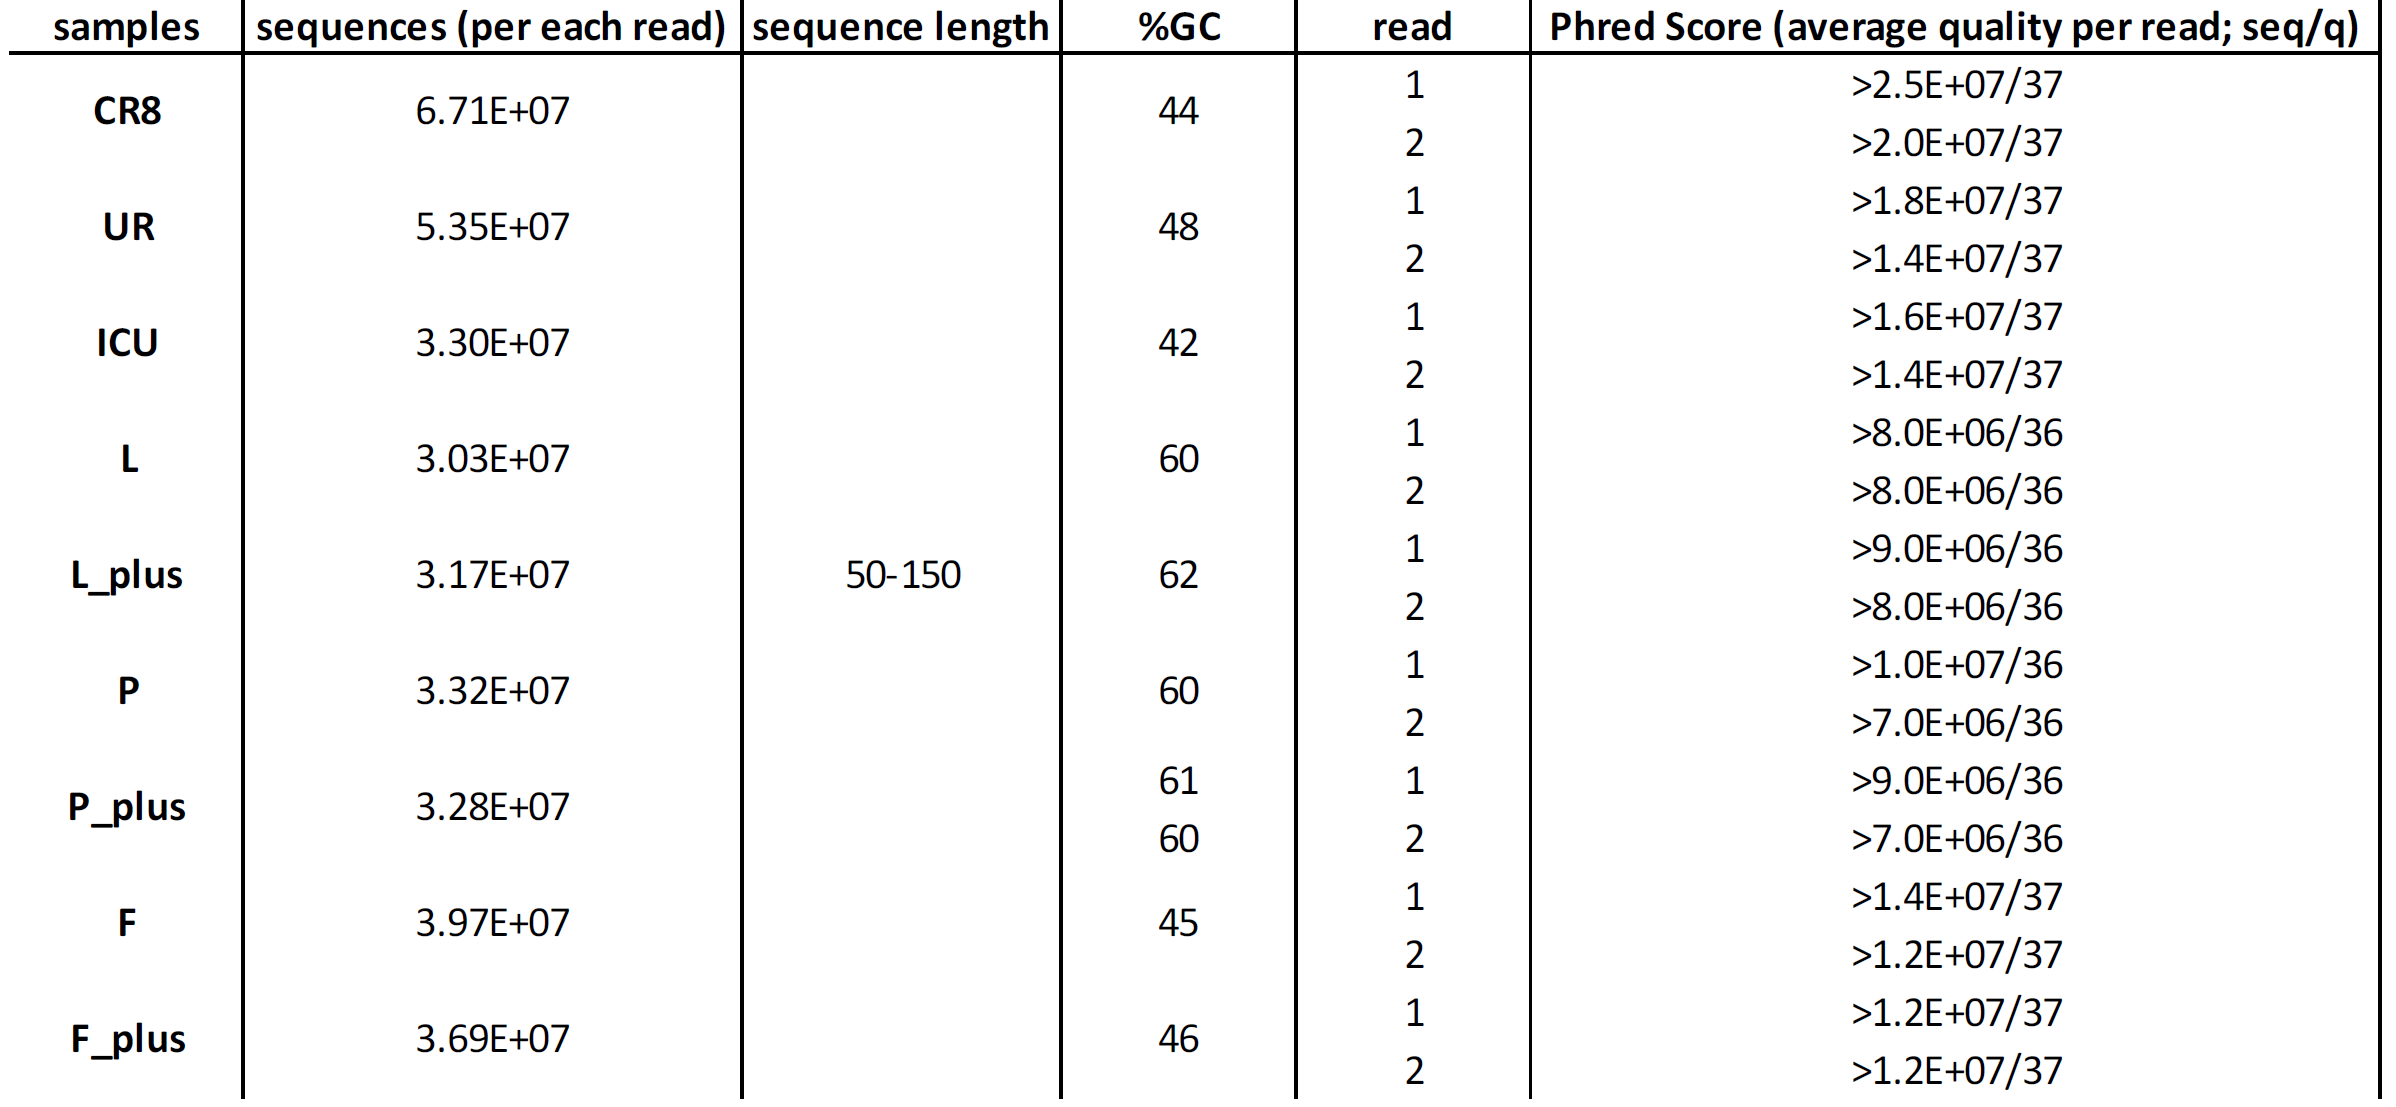 samples sequences (per each read) sequence length %GC read Phred Score (average quality per read; seq/q)
1 >2.5E+07/37
CR8 6.71E+07 44
2 >2.0E+07/37
1 >1.8E+07/37
UR 5.35E+07 48
2 >1.4E+07/37
1 >1.6E+07/37
ICU 3.30E+07 42
2 >1.4E+07/37
1 >8.0E+06/36
L 3.03E+07 60
2 >8.0E+06/36
1 >9.0E+06/36
L_plus 3.17E+07 50-150 62
2 >8.0E+06/36
1 >1.0E+07/36
P 3.32E+07 60
2 >7.0E+06/36
61 1 >9.0E+06/36
P_plus 3.28E+07
60 2 >7.0E+06/36
1 >1.4E+07/37
F 3.97E+07 45
2 >1.2E+07/37
1 >1.2E+07/37
F_plus 3.69E+07 46
2 >1.2E+07/37